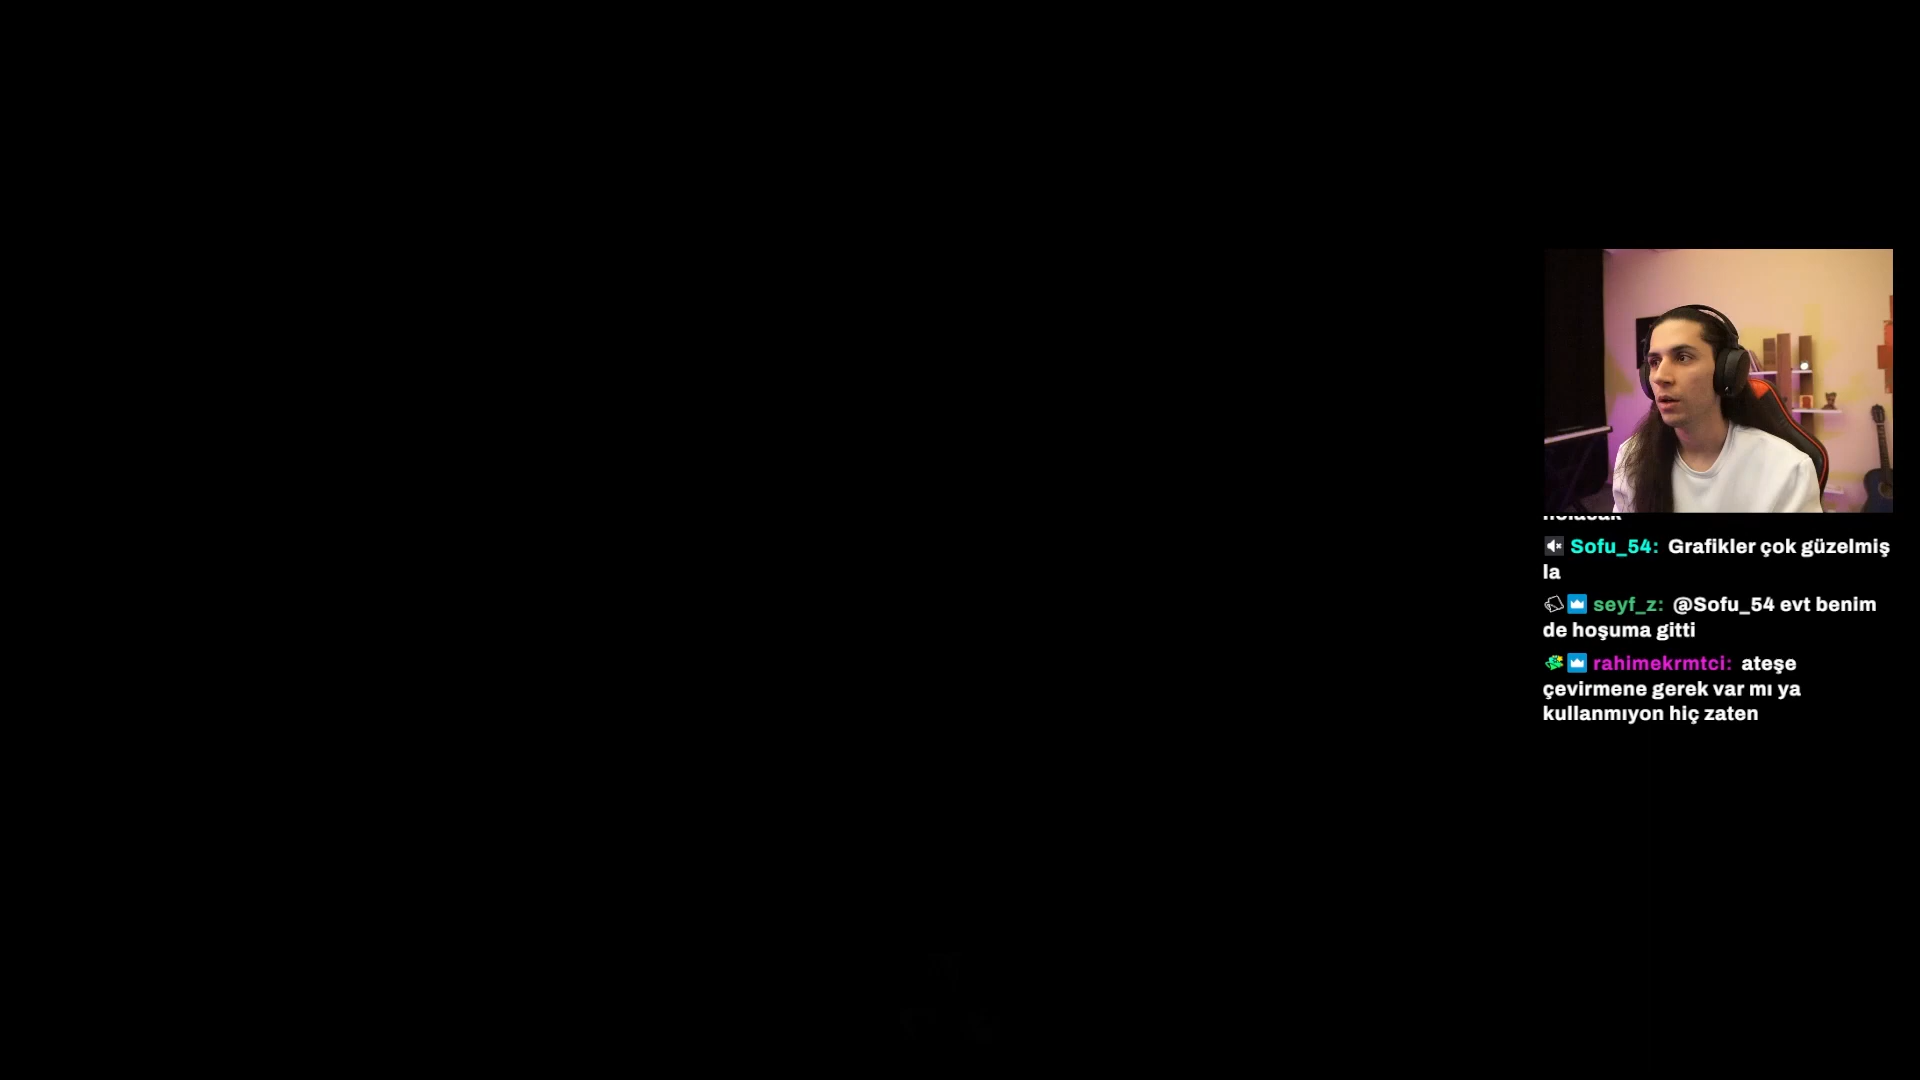 Sofu_54: Grafikler çok güzelmiş
la
seyf_z: @Sofu_54 evt benim
de hoşuma gitti
rahimekrmtci: ateşe
çevirmene gerek var mı ya
kullanmıyon hiç zaten